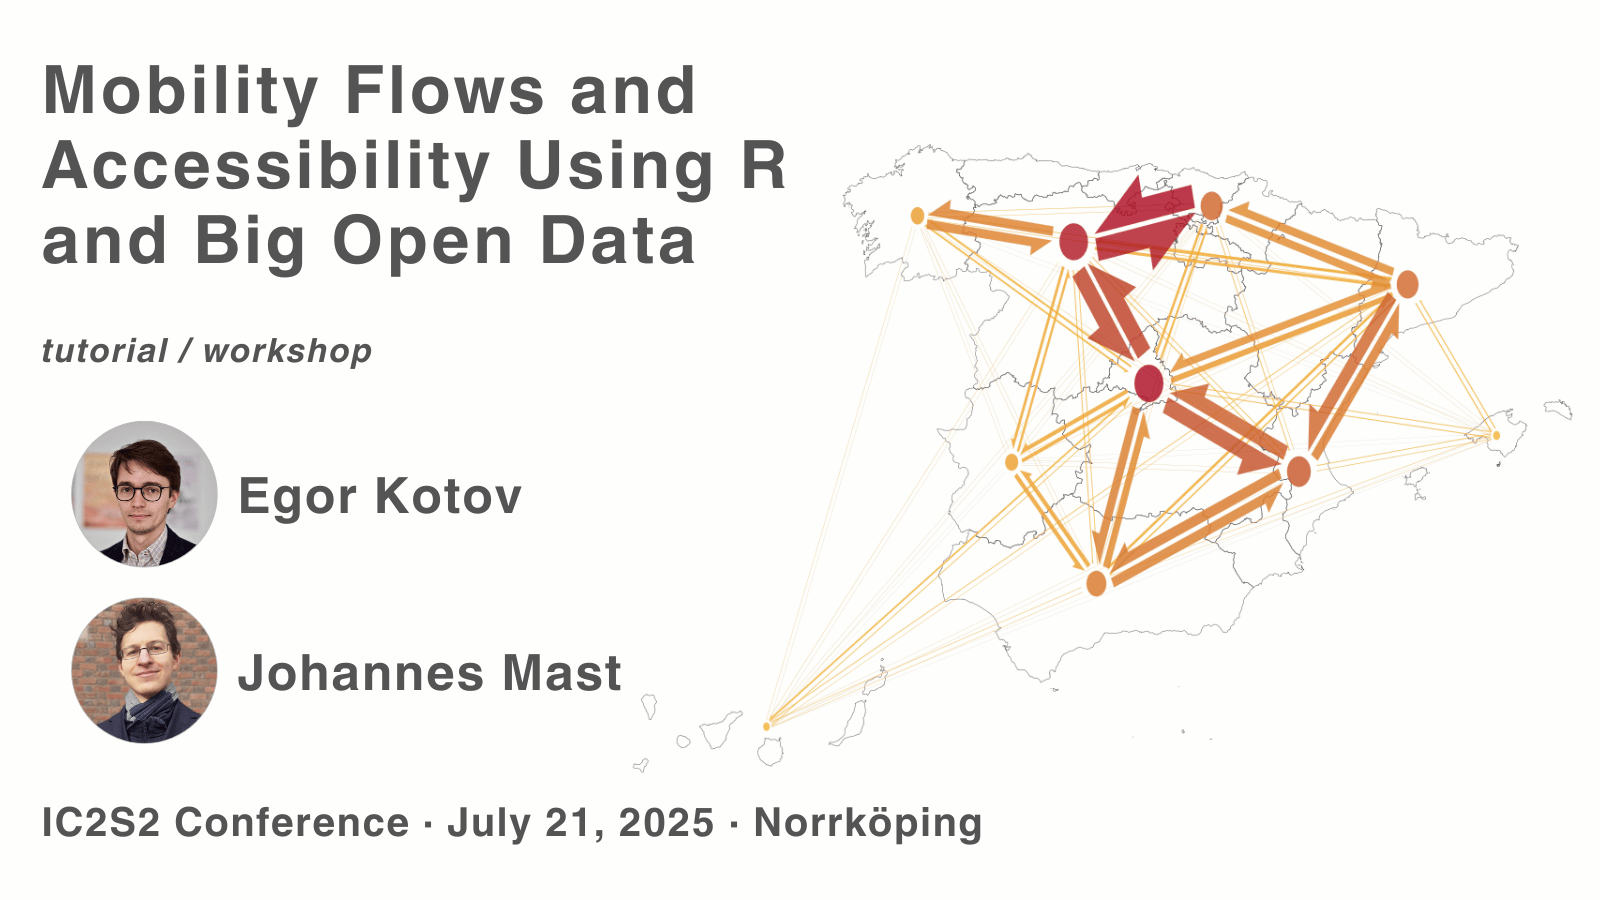 Mobility Flows and
Accessibility Using R
and Big Open Data
tutorial / workshop
Egor Kotov
Johannes Mast
IC2S2 Conference · July 21, 2025 · Norrköping